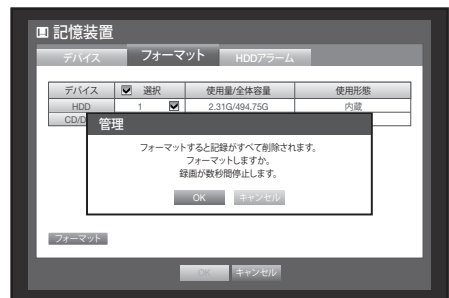 記憶装置
デバイス フォーマット HDDアラーム
デバイス 選択 使用量/全体容量 使用形態
HDD 1 2.31G/494.75G 内蔵
CD/D
管理
フォーマットすると記録がすべて削除されます。
フォーマットしますか。
録画が数秒間停止します。
OK キャンセル
フォーマット
OK キャンセル